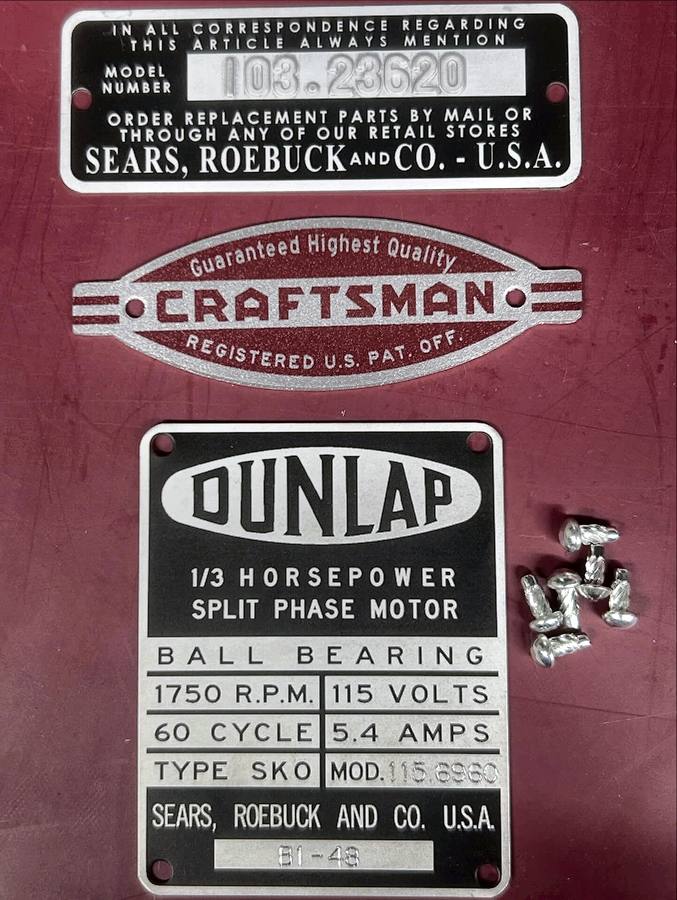 IN ALL CORRESPONDENCE REGARDING
THIS ARTICLE ALWAYS MENTION
MODEL NUMBER 103.23620
ORDER REPLACEMENT PARTS BY MAIL OR
THROUGH ANY OF OUR RETAIL STORES
SEARS, ROEBUCK AND CO. - U.S.A.
Guaranteed Highest Quality
CRAFTSMAN
REGISTERED U.S. PAT. OFF.
DUNLAP
1/3 HORSEPOWER
SPLIT PHASE MOTOR
BALL BEARING
1750 R.P.M. 115 VOLTS
60 CYCLE 5.4 AMPS
TYPE SKO MOD. 115.6960
SEARS, ROEBUCK AND CO. U.S.A.
81-48